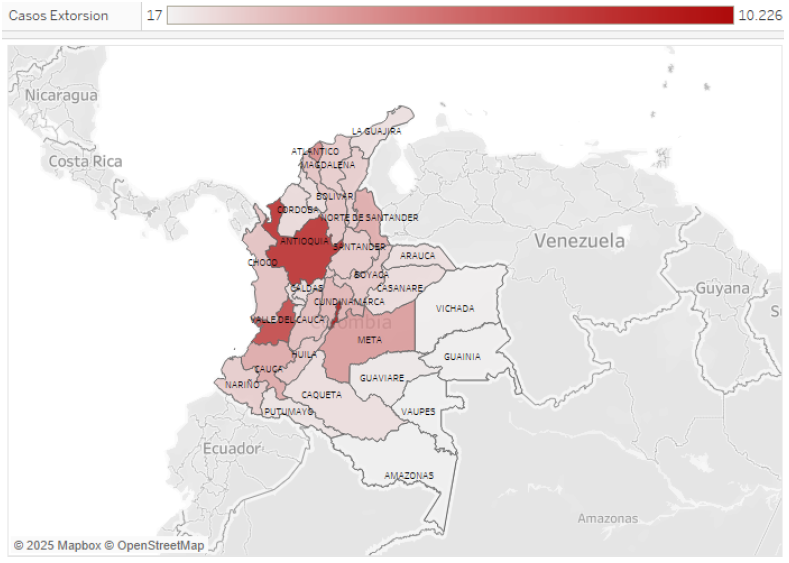 Casos Extorsion 17 10.226
Nicaragua
LA GUAJIRA
ATLANTICO
Costa Rica
MAGDALENA
BOLIVAR
CORDOBA
NORTE DE SANTANDER
ANTIOQUIA
SANTANDER
Venezuela
ARAUCA
CHOCO
BOYACA
CALDAS
CASANARE
Guyana
CUNDINAMARCA
VICHADA
VALLE DEL CAUCA
Colombia
META
HUILA
GUAINIA
CAUCA
GUAVIARE
NARIÑO
CAQUETA
PUTUMAYO
VAUPES
Ecuador
AMAZONAS
Amazonas
© 2025 Mapbox © OpenStreetMap